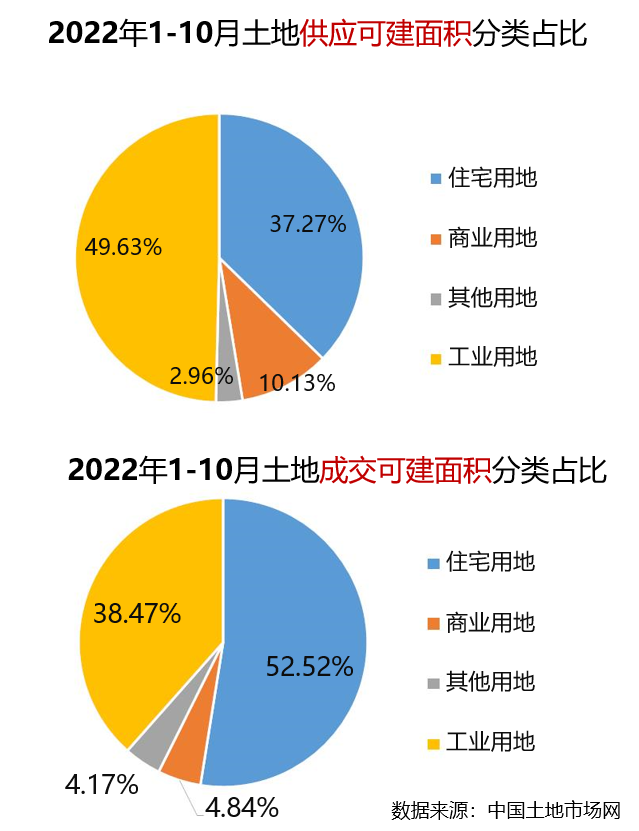 2022年1-10月土地供应可建面积分类占比
37.27%
49.63%
2.96%
10.13%
住宅用地
商业用地
其他用地
工业用地
2022年1-10月土地成交可建面积分类占比
38.47%
52.52%
4.17%
4.84%
住宅用地
商业用地
其他用地
工业用地
数据来源：中国土地市场网